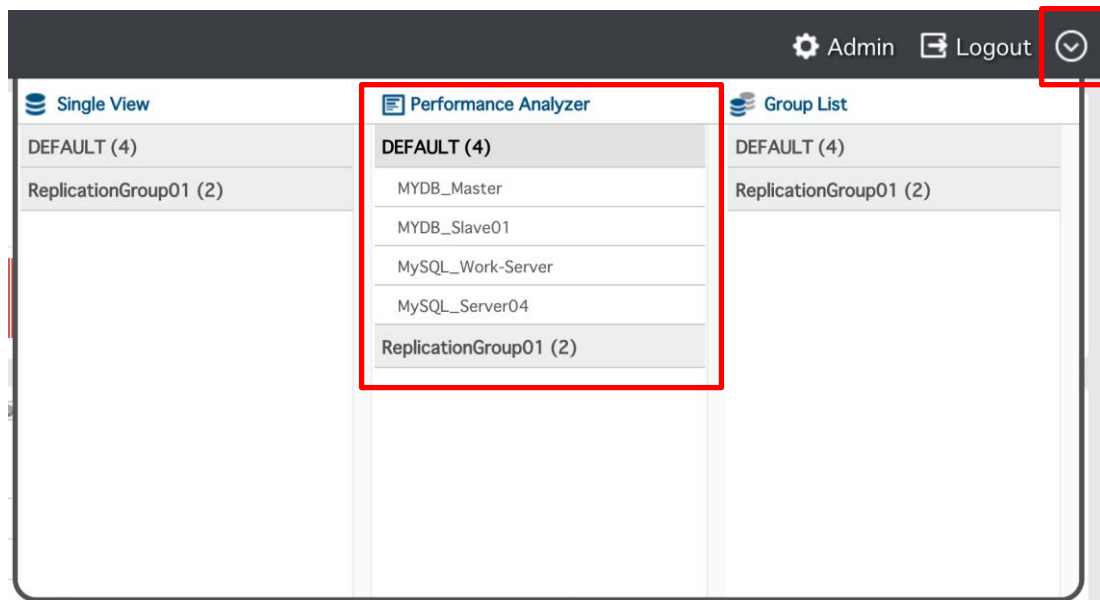 Admin Logout
Single View
DEFAULT (4)
ReplicationGroup01 (2)
Performance Analyzer
DEFAULT (4)
MYDB_Master
MYDB_Slave01
MySQL_Work-Server
MySQL_Server04
ReplicationGroup01 (2)
Group List
DEFAULT (4)
ReplicationGroup01 (2)